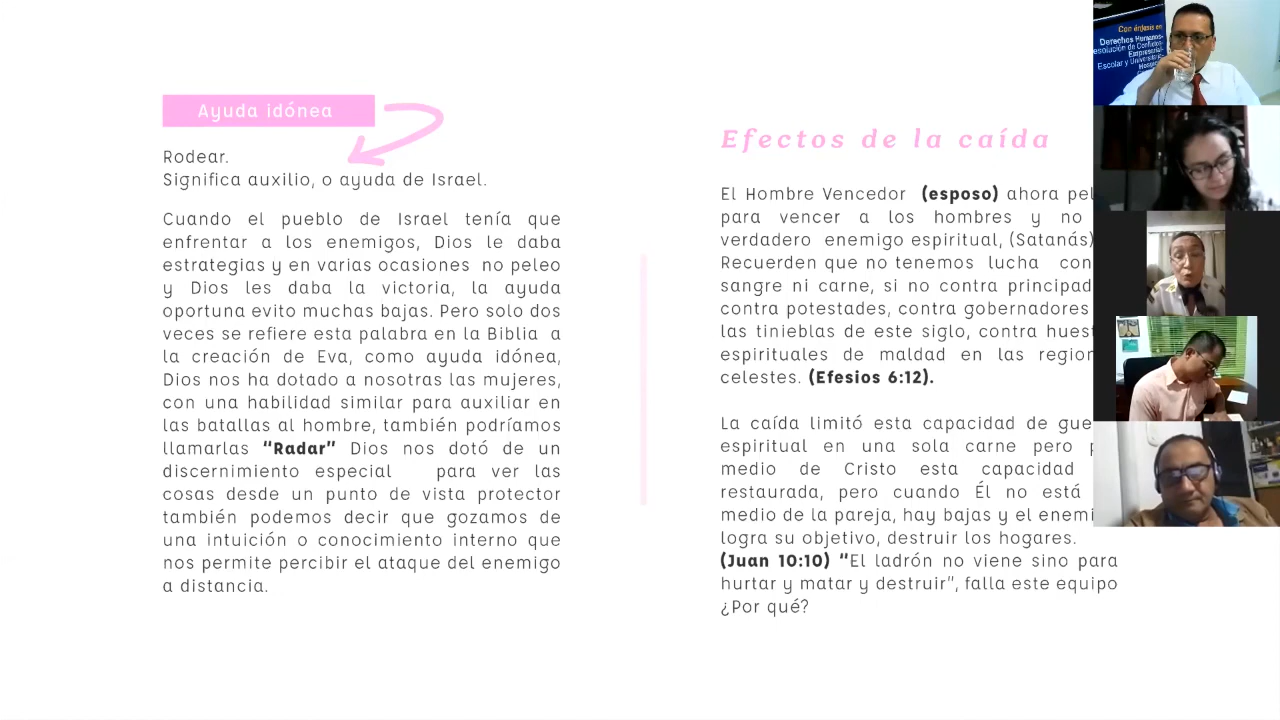 Ayuda idónea
Rodear.
Significa auxilio, o ayuda de Israel.
Cuando el pueblo de Israel tenía que
enfrentar a los enemigos, Dios le daba
estrategias y en varias ocasiones no peleo
y Dios les daba la victoria, la ayuda
oportuna evito muchas bajas. Pero solo dos
veces se refiere esta palabra en la Biblia a
la creación de Eva, como ayuda idónea,
Dios nos ha dotado a nosotras las mujeres,
con una habilidad similar para auxiliar en
las batallas al hombre, también podríamos
llamarlas “Radar” Dios nos dotó de un
discernimiento especial para ver las
cosas desde un punto de vista protector
también podemos decir que gozamos de
una intuición o conocimiento interno que
nos permite percibir el ataque del enemigo
a distancia.
Efectos de la caída
El Hombre Vencedor (esposo) ahora
para vencer a los hombres y no
verdadero enemigo espiritual, (Satanás)
Recuerden que no tenemos lucha
sangre ni carne, si no contra
contra potestades, contra gobernadores
las tinieblas de este siglo, contra
espirituales de maldad en las
celestes. (Efesios 6:12).
La caída limitó esta capacidad de
espiritual en una sola carne pero
medio de Cristo esta capacidad
restaurada, pero cuando Él no está
medio de la pareja, hay bajas y el
logra su objetivo, destruir los hogares.
(Juan 10:10) “El ladrón no viene sino para
hurtar y matar y destruir”, falla este equipo
¿Por qué?
Con énfasis en
Derechos Humanos-
Empresarial-
Escolar y